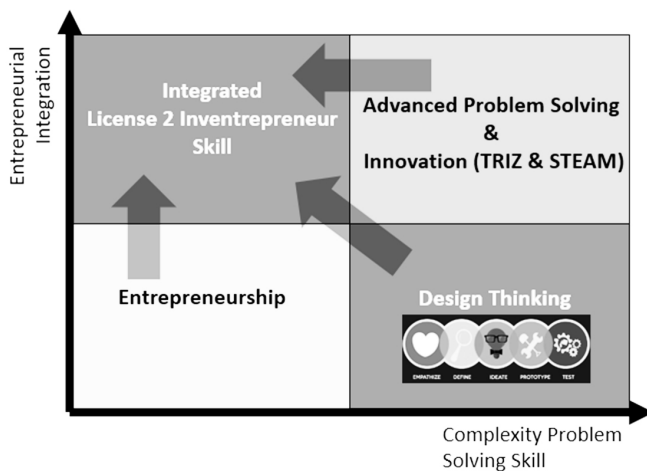 Entrepreneurial
Integration
Integrated
License 2 Inventrepreneur
Skill
Advanced Problem Solving
&
Innovation (TRIZ & STEAM)
Entrepreneurship
Design Thinking
EMPATHIZE DEFINE IDEATE PROTOTYPE TEST
Complexity Problem
Solving Skill